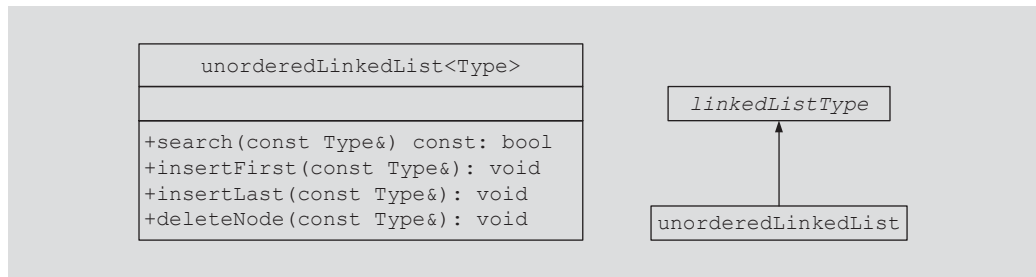 unorderedLinkedList<Type>
+search(const Type&) const: bool
+insertFirst(const Type&): void
+insertLast(const Type&): void
+deleteNode(const Type&): void
linkedListType
unorderedLinkedList